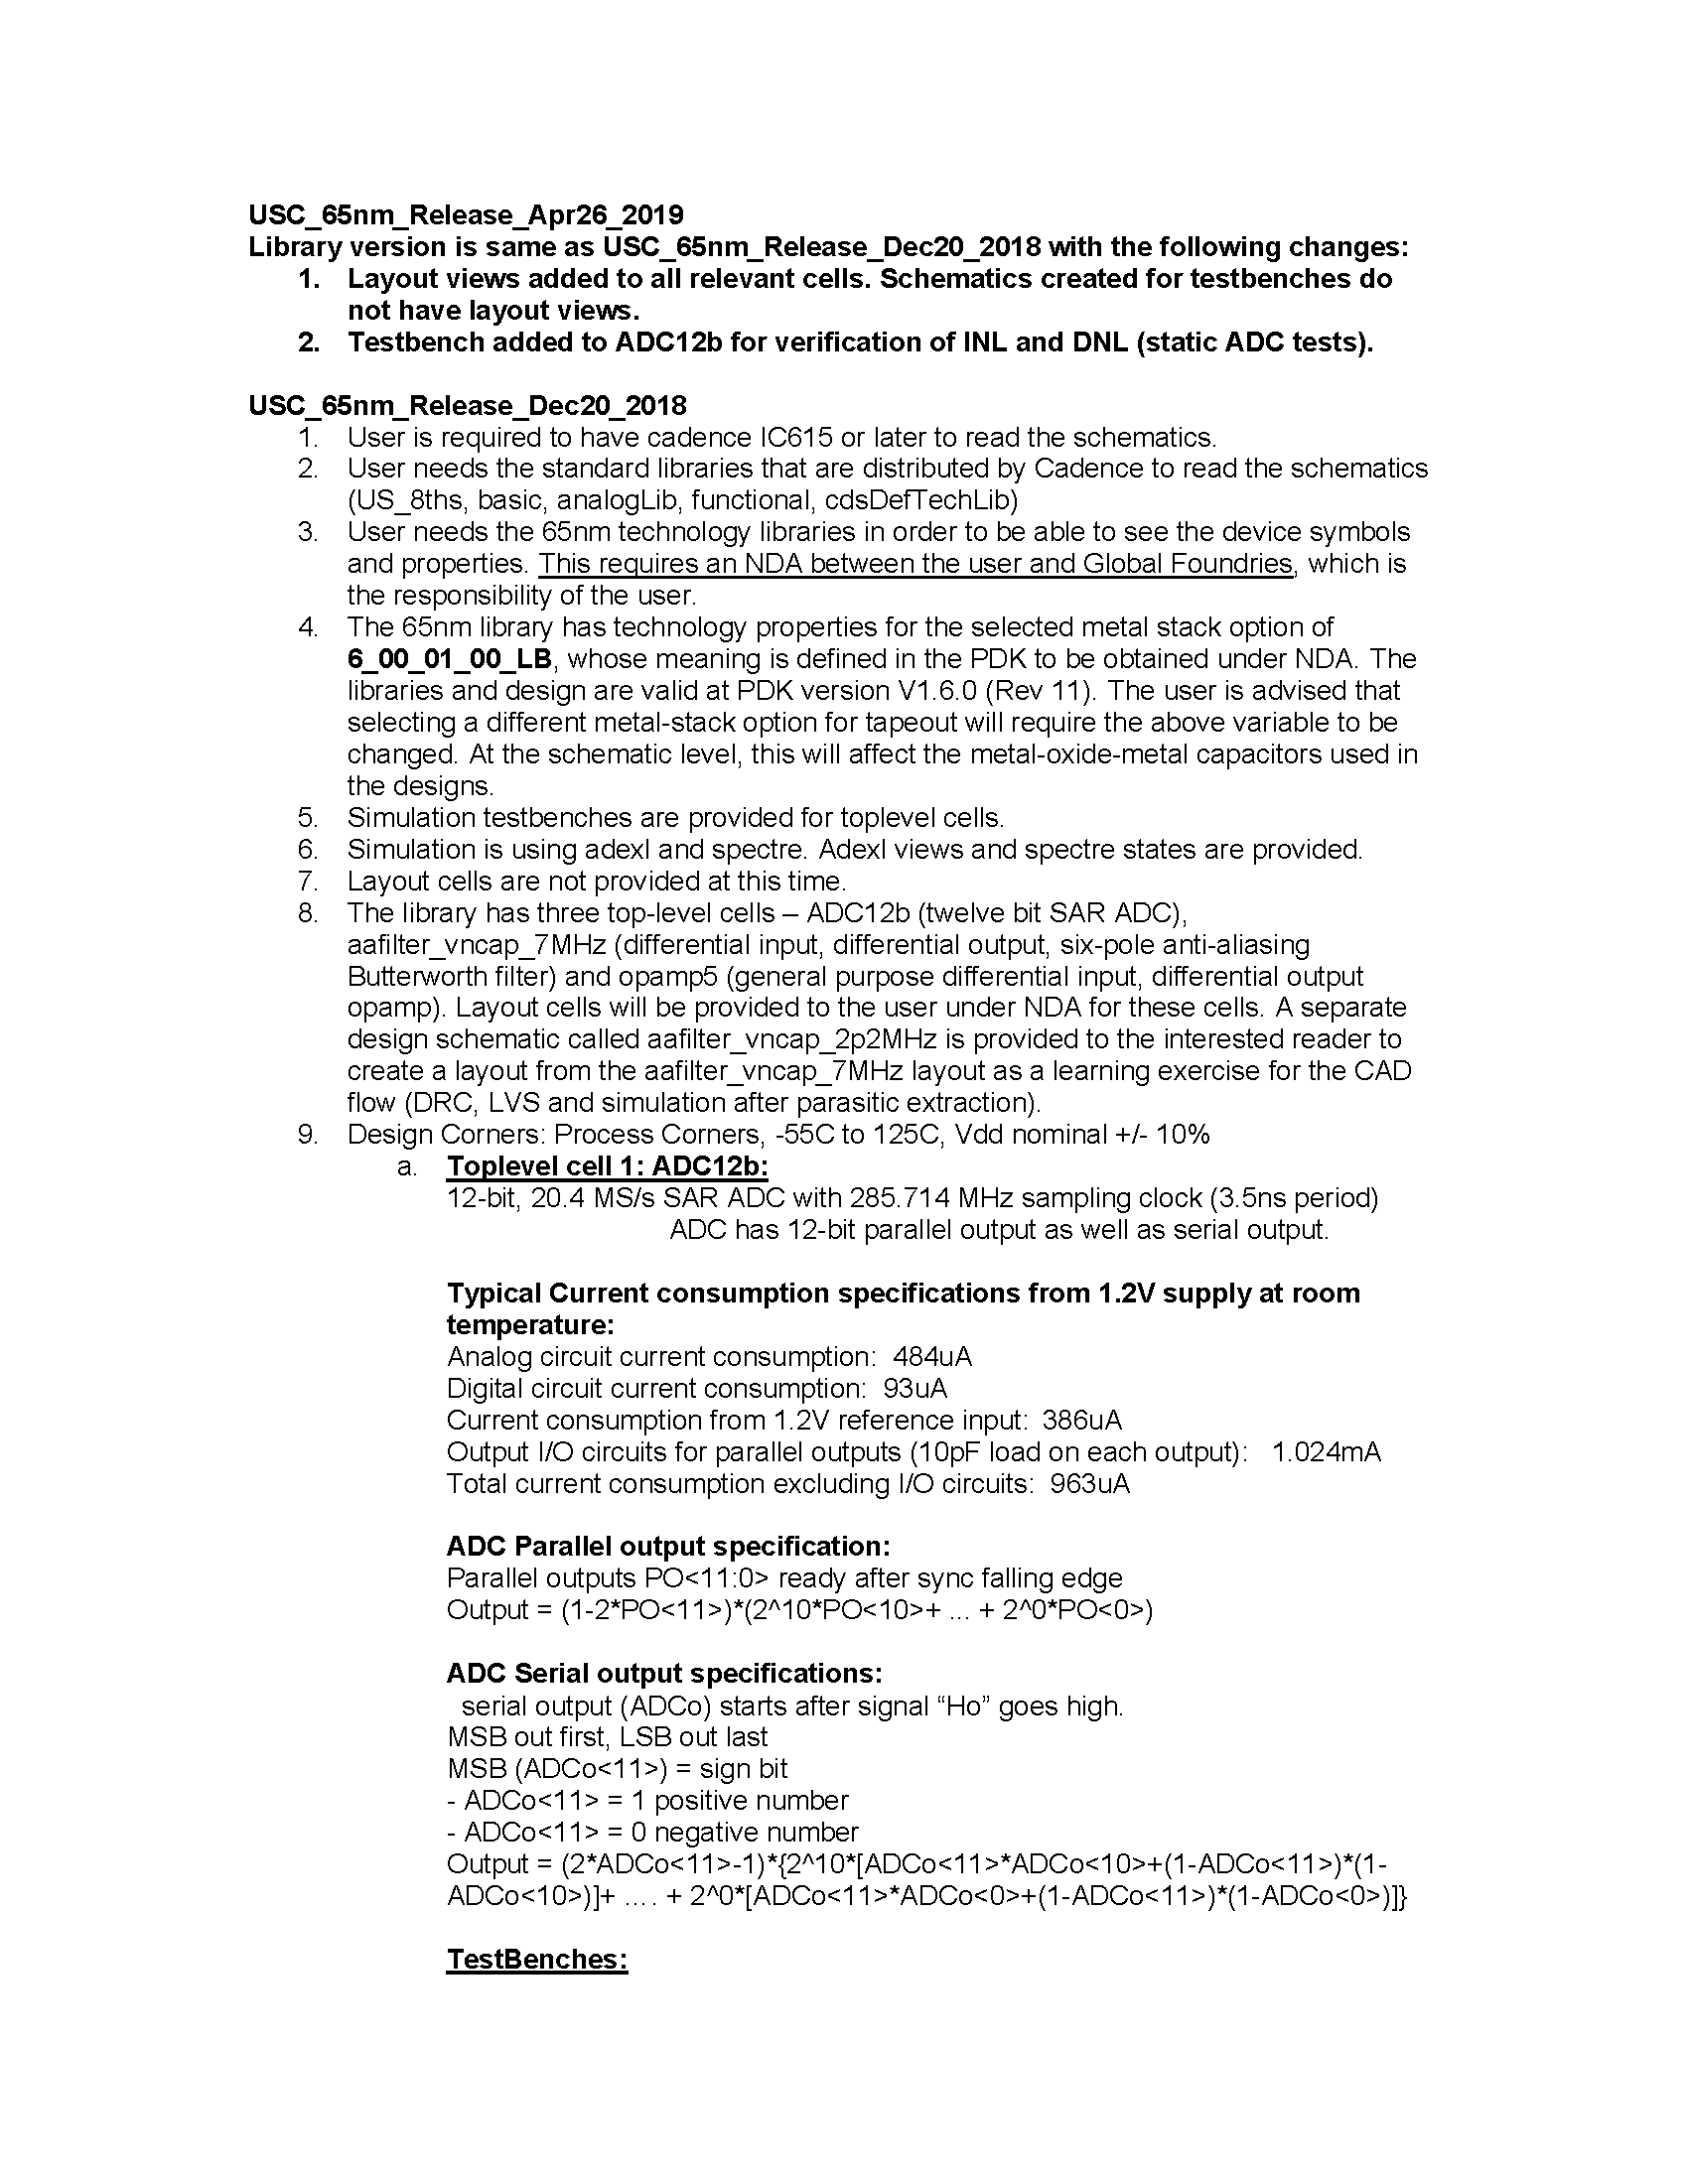 USC_65nm_Release_Apr26_2019
Library version is same as USC_65nm_Release_Dec20_2018 with the following changes:
1. Layout views added to all relevant cells. Schematics created for testbenches do
not have layout views.
2. Testbench added to ADC12b for verification of INL and DNL (static ADC tests).
USC_65nm_Release_Dec20_2018
1. User is required to have cadence IC615 or later to read the schematics.
2. User needs the standard libraries that are distributed by Cadence to read the schematics
(US_8ths, basic, analogLib, functional, cdsDefTechLib)
3. User needs the 65nm technology libraries in order to be able to see the device symbols
and properties. This requires an NDA between the user and Global Foundries, which is
the responsibility of the user.
4. The 65nm library has technology properties for the selected metal stack option of
6_00_01_00_LB, whose meaning is defined in the PDK to be obtained under NDA. The
libraries and design are valid at PDK version V1.6.0 (Rev 11). The user is advised that
selecting a different metal-stack option for tapeout will require the above variable to be
changed. At the schematic level, this will affect the metal-oxide-metal capacitors used in
the designs.
5. Simulation testbenches are provided for toplevel cells.
6. Simulation is using adexl and spectre. Adexl views and spectre states are provided.
7. Layout cells are not provided at this time.
8. The library has three top-level cells – ADC12b (twelve bit SAR ADC),
aafilter_vncap_7MHz (differential input, differential output, six-pole anti-aliasing
Butterworth filter) and opamp5 (general purpose differential input, differential output
opamp). Layout cells will be provided to the user under NDA for these cells. A separate
design schematic called aafilter_vncap_2p2MHz is provided to the interested reader to
create a layout from the aafilter_vncap_7MHz layout as a learning exercise for the CAD
flow (DRC, LVS and simulation after parasitic extraction).
9. Design Corners: Process Corners, -55C to 125C, Vdd nominal +/- 10%
a. Toplevel cell 1: ADC12b:
12-bit, 20.4 MS/s SAR ADC with 285.714 MHz sampling clock (3.5ns period)
ADC has 12-bit parallel output as well as serial output.
Typical Current consumption specifications from 1.2V supply at room
temperature:
Analog circuit current consumption: 484uA
Digital circuit current consumption: 93uA
Current consumption from 1.2V reference input: 386uA
Output I/O circuits for parallel outputs (10pF load on each output): 1.024mA
Total current consumption excluding I/O circuits: 963uA
ADC Parallel output specification:
Parallel outputs PO<11:0> ready after sync falling edge
Output = (1-2*PO<11>)*(2^10*PO<10>+ ... + 2^0*PO<0>)
ADC Serial output specifications:
serial output (ADCo) starts after signal “Ho” goes high.
MSB out first, LSB out last
MSB (ADCo<11>) = sign bit
- ADCo<11> = 1 positive number
- ADCo<11> = 0 negative number
Output = (2*ADCo<11>-1)*{2^10*[ADCo<11>*ADCo<10>+(1-ADCo<11>)*(1-
ADCo<10>)]+ .... + 2^0*[ADCo<11>*ADCo<0>+(1-ADCo<11>)*(1-ADCo<0>)]}
TestBenches: